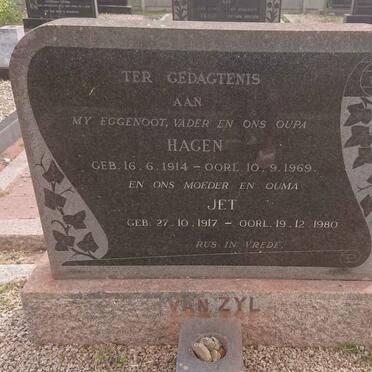 TER GEDAGTENIS
AAN
MY EGGENOOT, VADER EN ONS OUPA
HAGEN
GEB. 16. 6. 1914 – OORL. 10. 9. 1969.
EN ONS MOEDER EN OUMA
JET
GEB. 27. 10. 1917 – OORL. 19. 12. 1980
RUS IN VREDE.
VAN ZYL